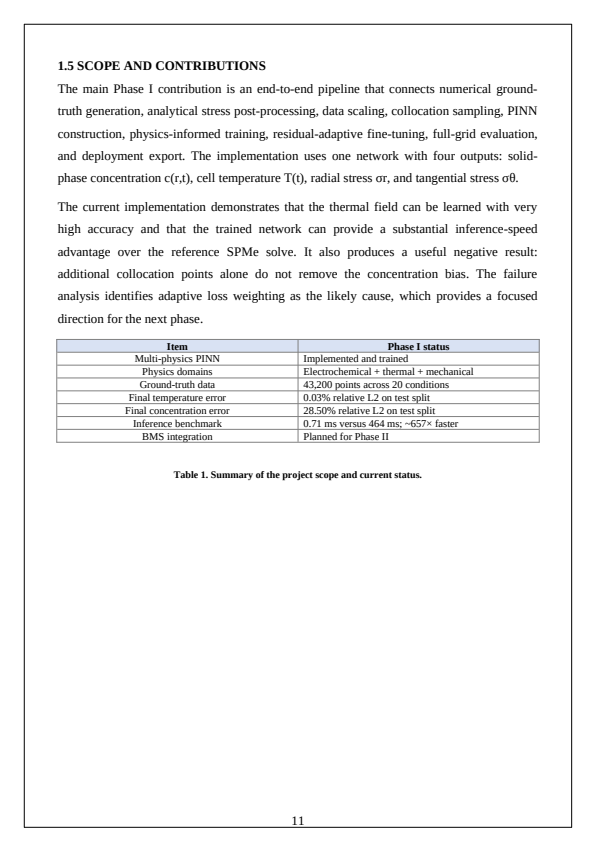 1.5 SCOPE AND CONTRIBUTIONS
The main Phase I contribution is an end-to-end pipeline that connects numerical ground-
truth generation, analytical stress post-processing, data scaling, collocation sampling, PINN
construction, physics-informed training, residual-adaptive fine-tuning, full-grid evaluation,
and deployment export. The implementation uses one network with four outputs: solid-
phase concentration c(r,t), cell temperature T(t), radial stress σr, and tangential stress σθ.
The current implementation demonstrates that the thermal field can be learned with very
high accuracy and that the trained network can provide a substantial inference-speed
advantage over the reference SPMe solve. It also produces a useful negative result:
additional collocation points alone do not remove the concentration bias. The failure
analysis identifies adaptive loss weighting as the likely cause, which provides a focused
direction for the next phase.
Item Phase I status
Multi-physics PINN Implemented and trained
Physics domains Electrochemical + thermal + mechanical
Ground-truth data 43,200 points across 20 conditions
Final temperature error 0.03% relative L2 on test split
Final concentration error 28.50% relative L2 on test split
Inference benchmark 0.71 ms versus 464 ms; ~657× faster
BMS integration Planned for Phase II
Table 1. Summary of the project scope and current status.
11